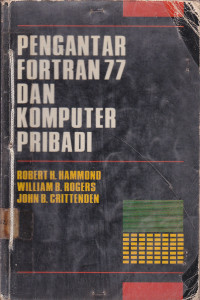 PENGANTAR
FORTRAN 77
DAN
KOMPUTER
PRIBADI
ROBERT H. HAMMOND
WILLIAM B. ROGERS
JOHN B. CRITTENDEN